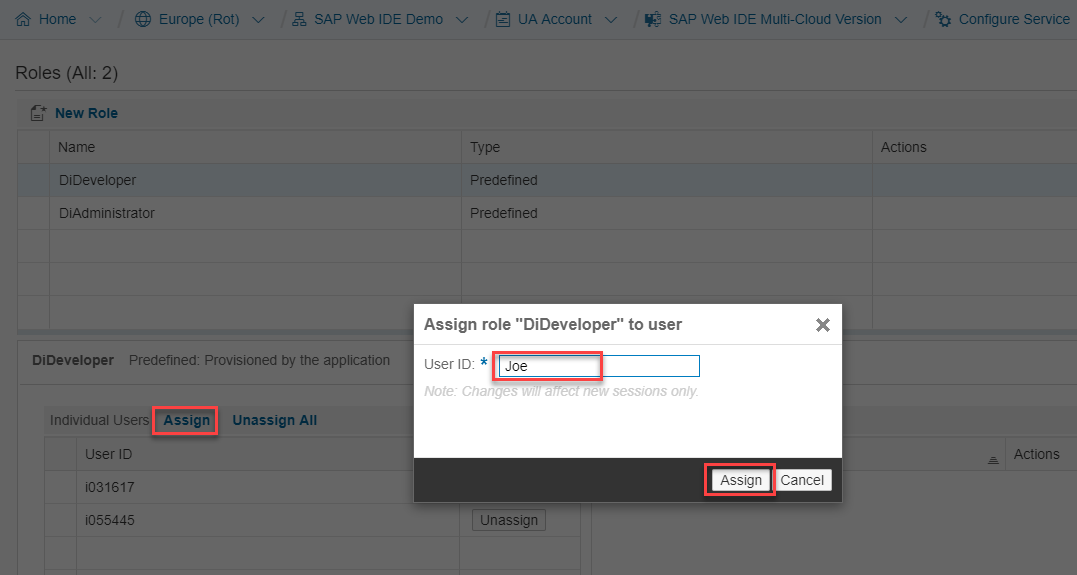 Home / Europe (Rot) / SAP Web IDE Demo / UA Account / SAP Web IDE Multi-Cloud Version / Configure Service
Roles (All: 2)
New Role
Name Type Actions
DiDeveloper Predefined
DiAdministrator Predefined
Assign role "DiDeveloper" to user
DiDeveloper Predefined: Provisioned by the application
User ID: * Joe
Note: Changes will affect new sessions only.
Individual Users Assign Unassign All
User ID Actions
i031617
Assign Cancel
i055445 Unassign